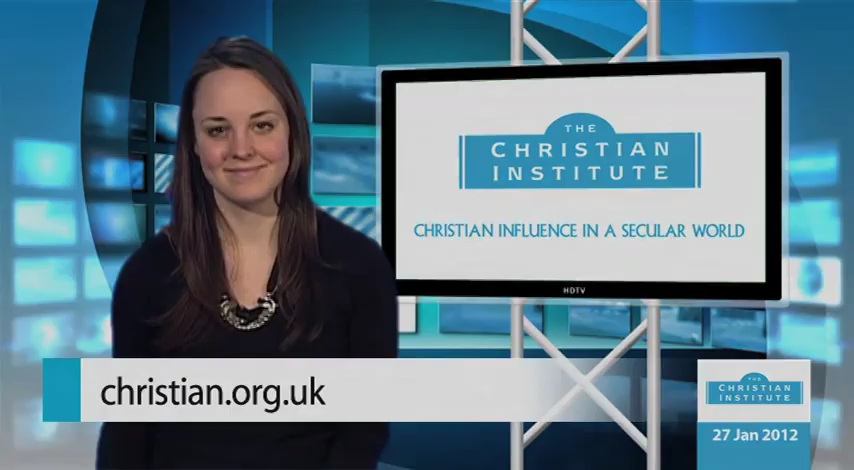 THE
CHRISTIAN
INSTITUTE
CHRISTIAN INFLUENCE IN A SECULAR WORLD
HDTV
christian.org.uk
THE
CHRISTIAN
INSTITUTE
27 Jan 2012